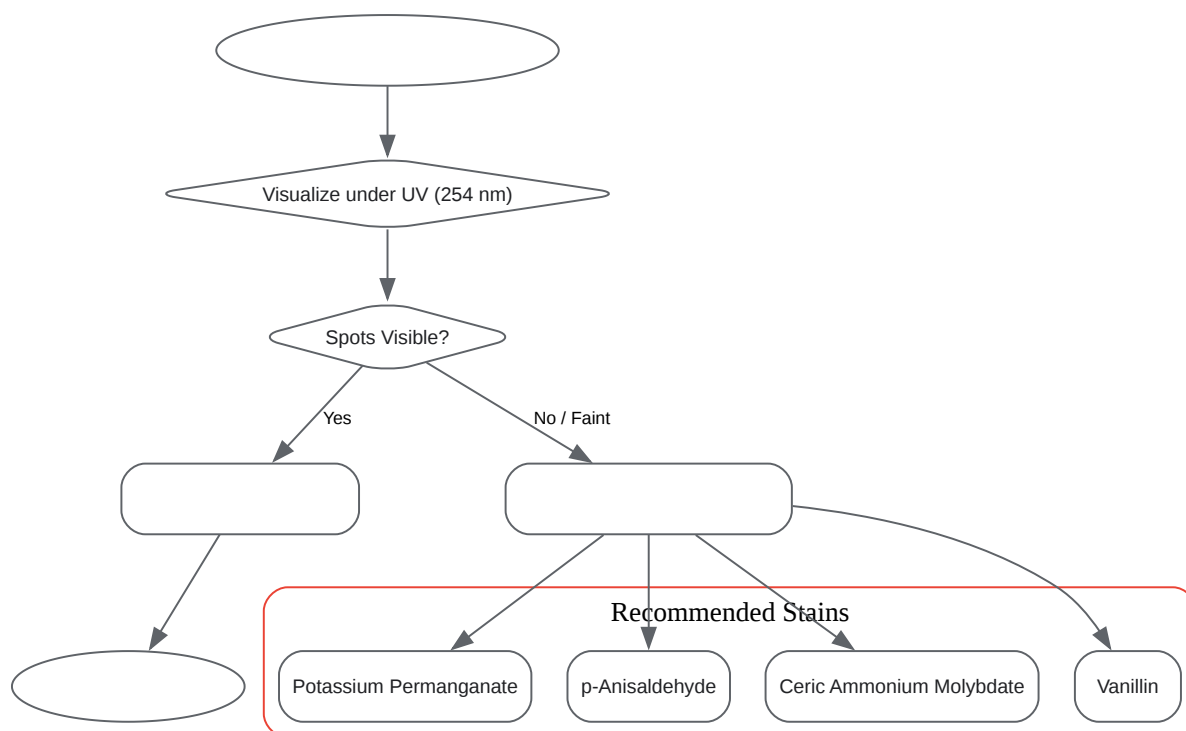 Visualize under UV (254 nm)
Spots Visible?
Yes
No / Faint
Recommended Stains
Potassium Permanganate
p-Anisaldehyde
Ceric Ammonium Molybdate
Vanillin